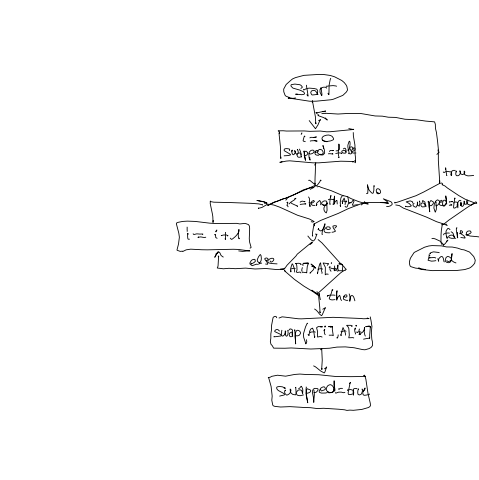 Start
i = 0
swapped = false
true
No
i<=length(A)-1
swapped=true
yes
false
i = i+1
End
else
A[i]>A[i+1]
then
swap(A[i],A[i+1]
swapped=true